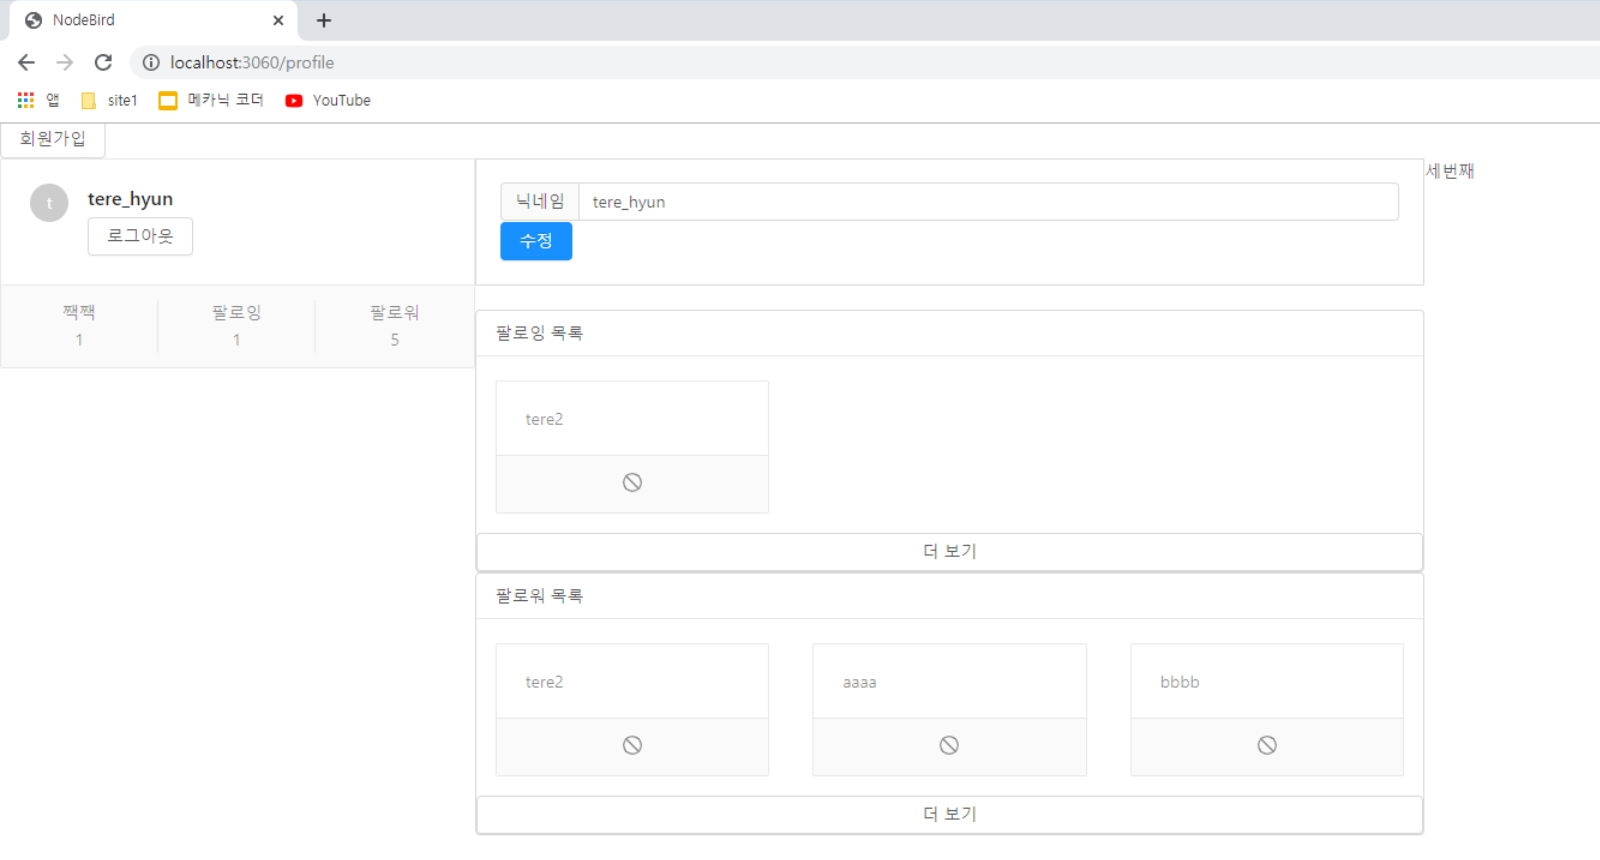 NodeBird
localhost:3060/profile
앱 site1 메카닉 코더 YouTube
회원가입
t tere_hyun
로그아웃
짹짹 팔로잉 팔로워
1 1 5
닉네임 tere_hyun
수정
세번째
팔로잉 목록
tere2
더 보기
팔로워 목록
tere2 aaaa bbbb
더 보기